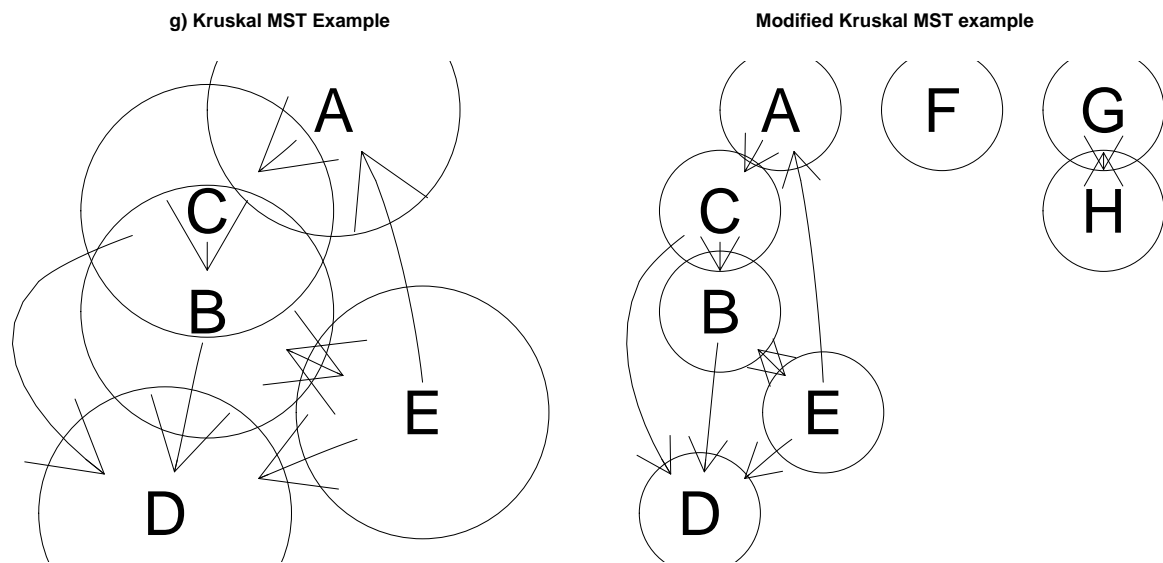 g) Kruskal MST Example
A
C
B
E
D
Modified Kruskal MST example
A F G
C H
B
E
D